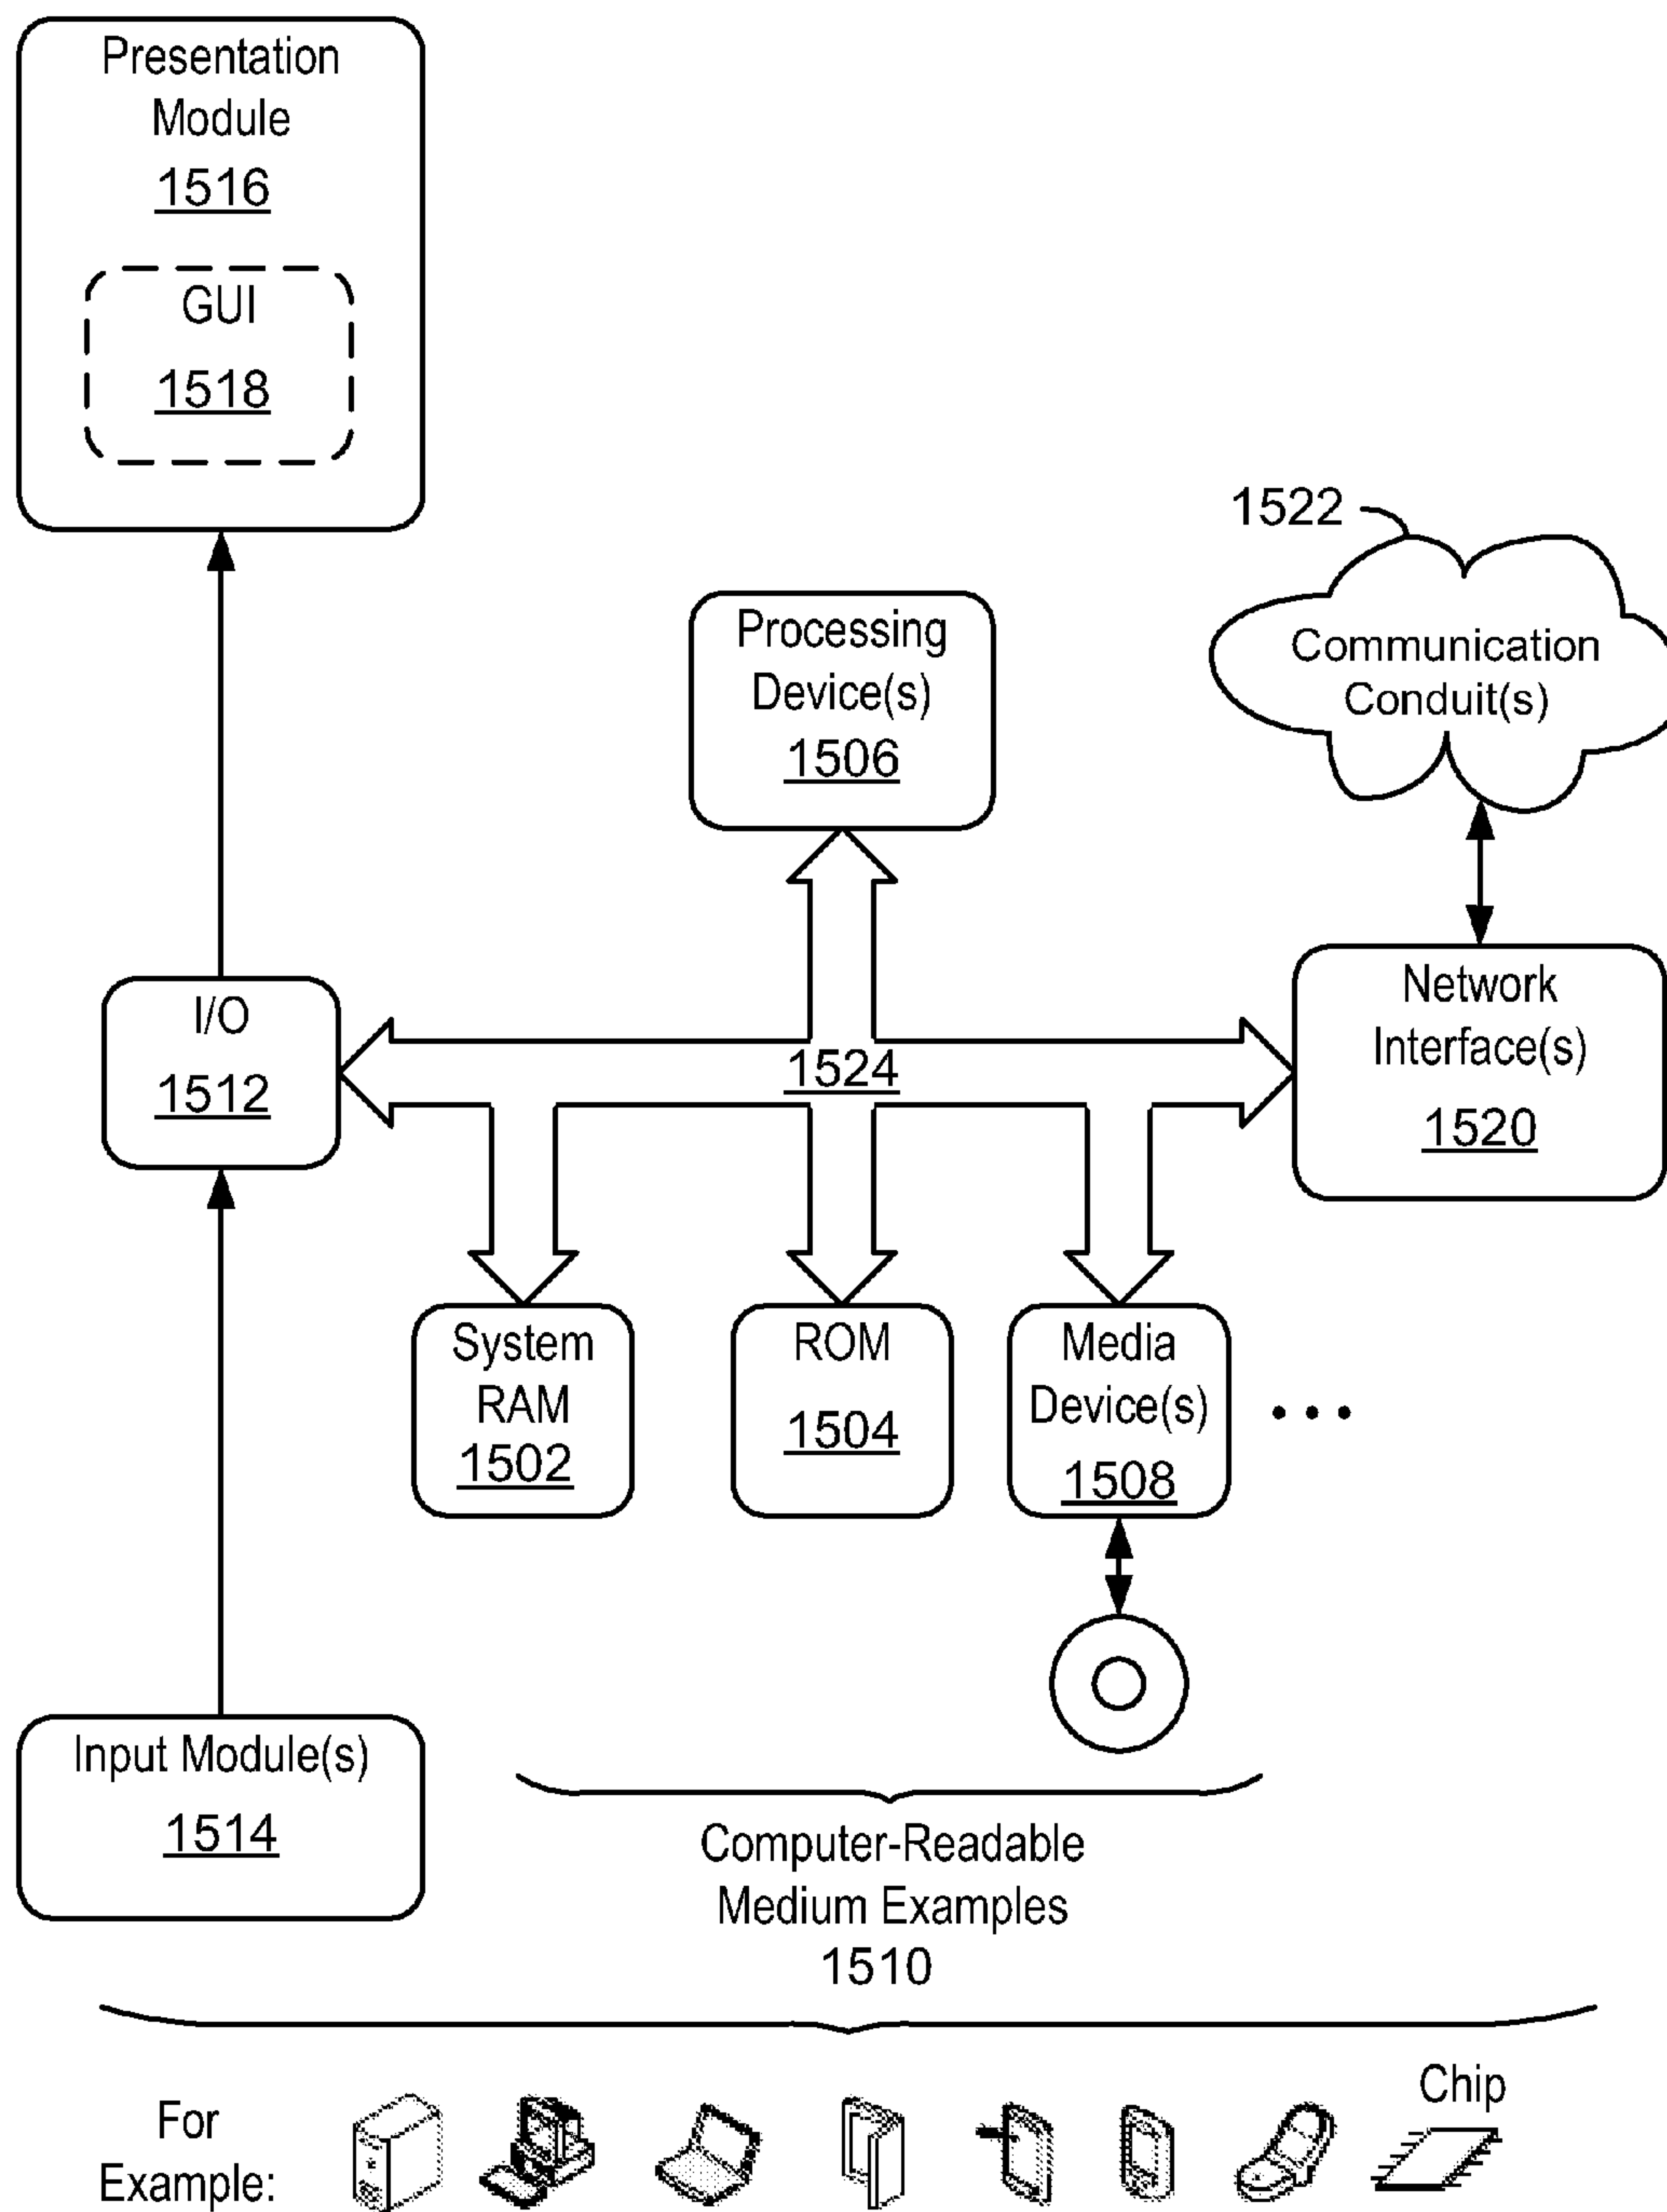 Presentation
Module
1516
GUI
1518
1522
Communication
Conduit(s)
Processing
Device(s)
1506
I/O
1512
1524
Network
Interface(s)
1520
System
RAM
1502
ROM
1504
Media
Device(s)
1508
...
Input Module(s)
1514
Computer-Readable
Medium Examples
1510
For
Example:
Chip